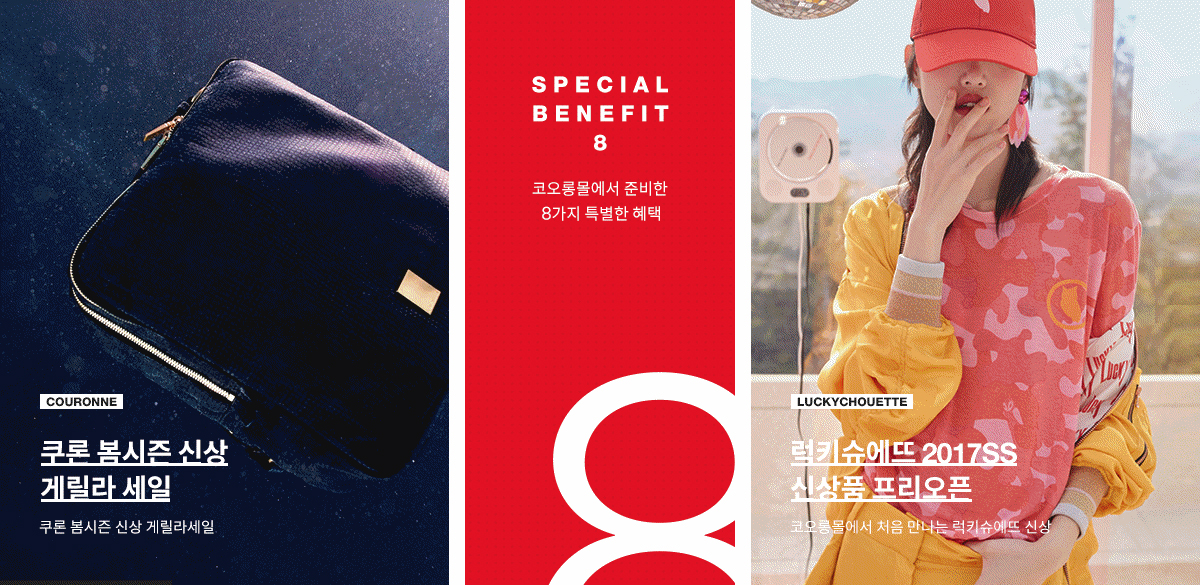 COURONNE
쿠론 봄시즌 신상
게릴라 세일
쿠론 봄시즌 신상 게릴라세일
SPECIAL
BENEFIT
8
코오롱몰에서 준비한
8가지 특별한 혜택
8
LUCKYCHOUETTE
럭키슈에뜨 2017SS
신상품 프리오픈
코오롱몰에서 처음 만나는 럭키슈에뜨 신상
Lucky